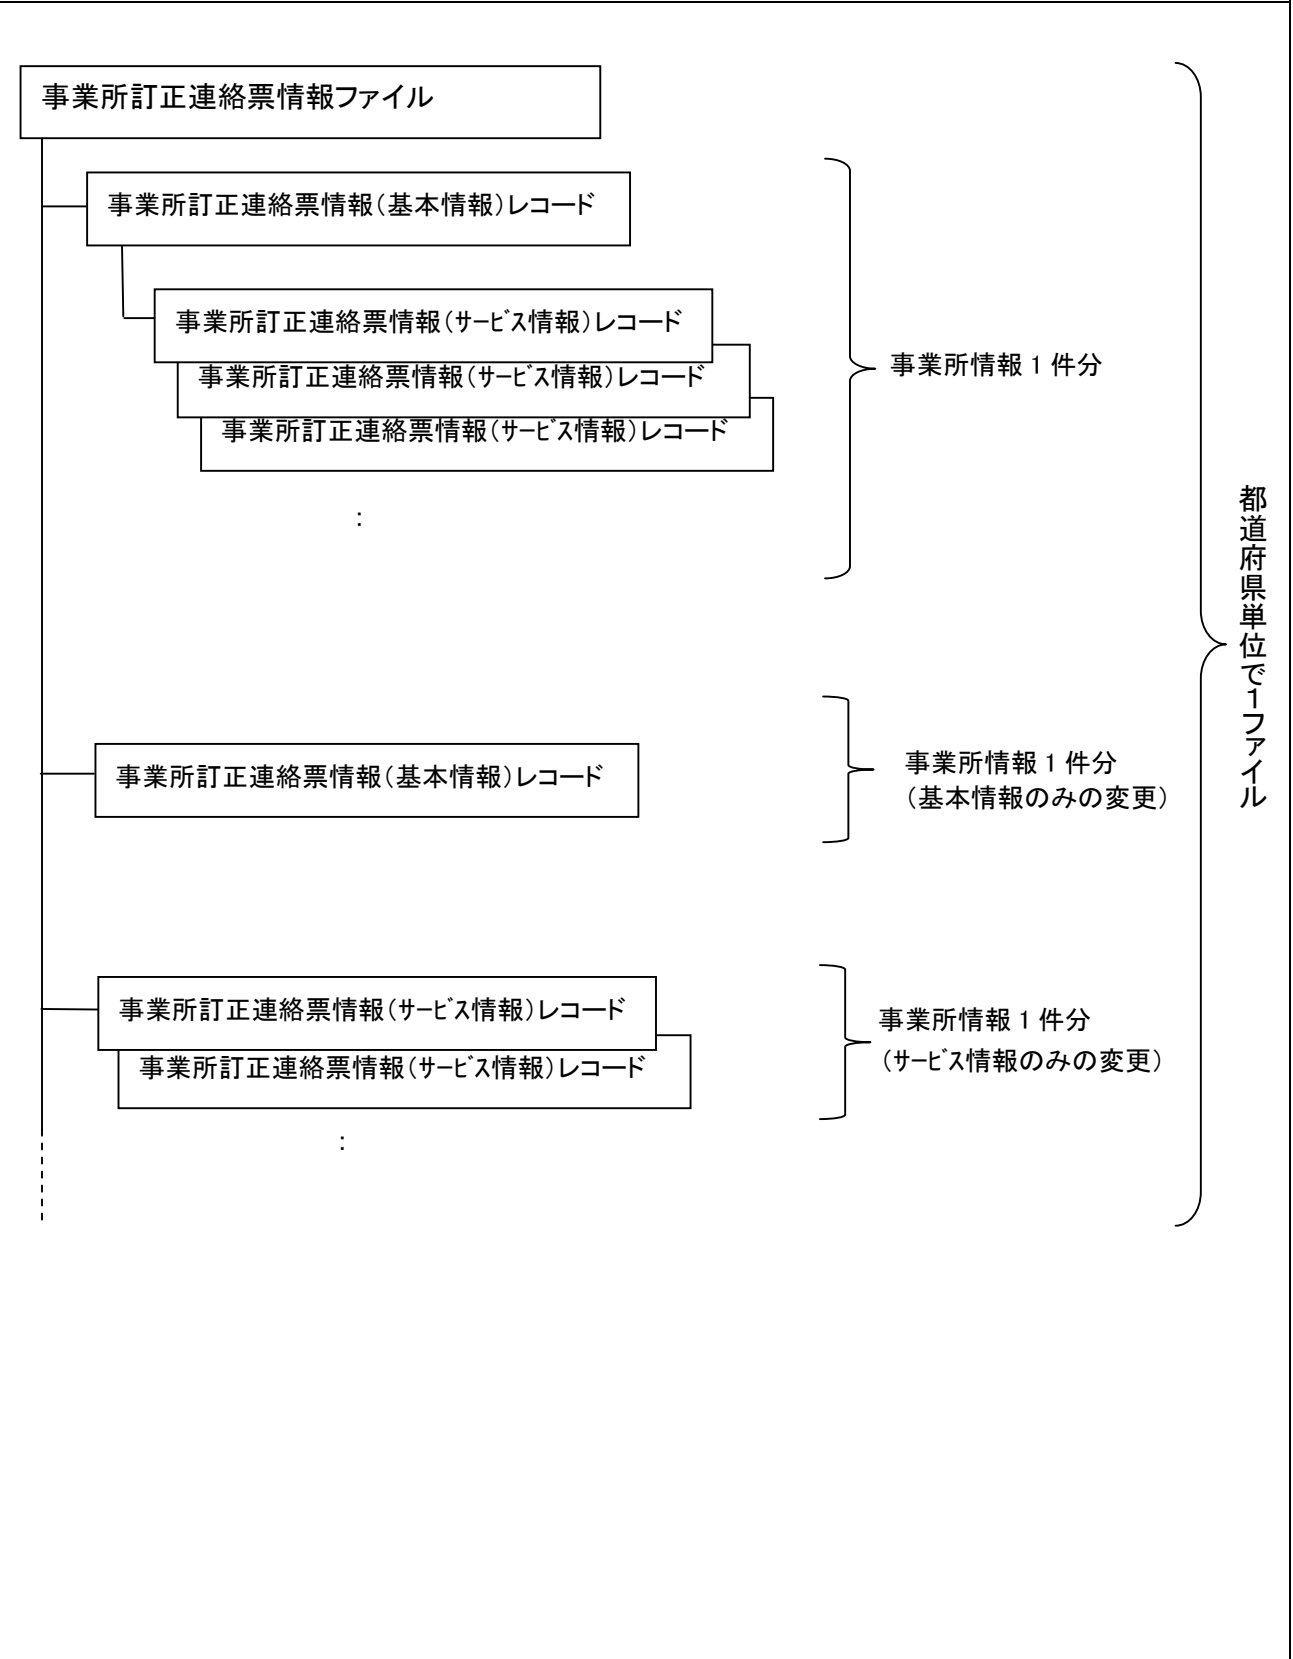 事業所訂正連絡票情報ファイル
事業所訂正連絡票情報（基本情報）レコード
事業所訂正連絡票情報（ｻｰﾋﾞｽ情報）レコード
事業所訂正連絡票情報（ｻｰﾋﾞｽ情報）レコード
事業所訂正連絡票情報（ｻｰﾋﾞｽ情報）レコード
：
事業所情報１件分
都道府県単位で１ファイル
事業所訂正連絡票情報（基本情報）レコード
事業所情報１件分
（基本情報のみの変更）
事業所訂正連絡票情報（ｻｰﾋﾞｽ情報）レコード
事業所訂正連絡票情報（ｻｰﾋﾞｽ情報）レコード
：
事業所情報１件分
（ｻｰﾋﾞｽ情報のみの変更）